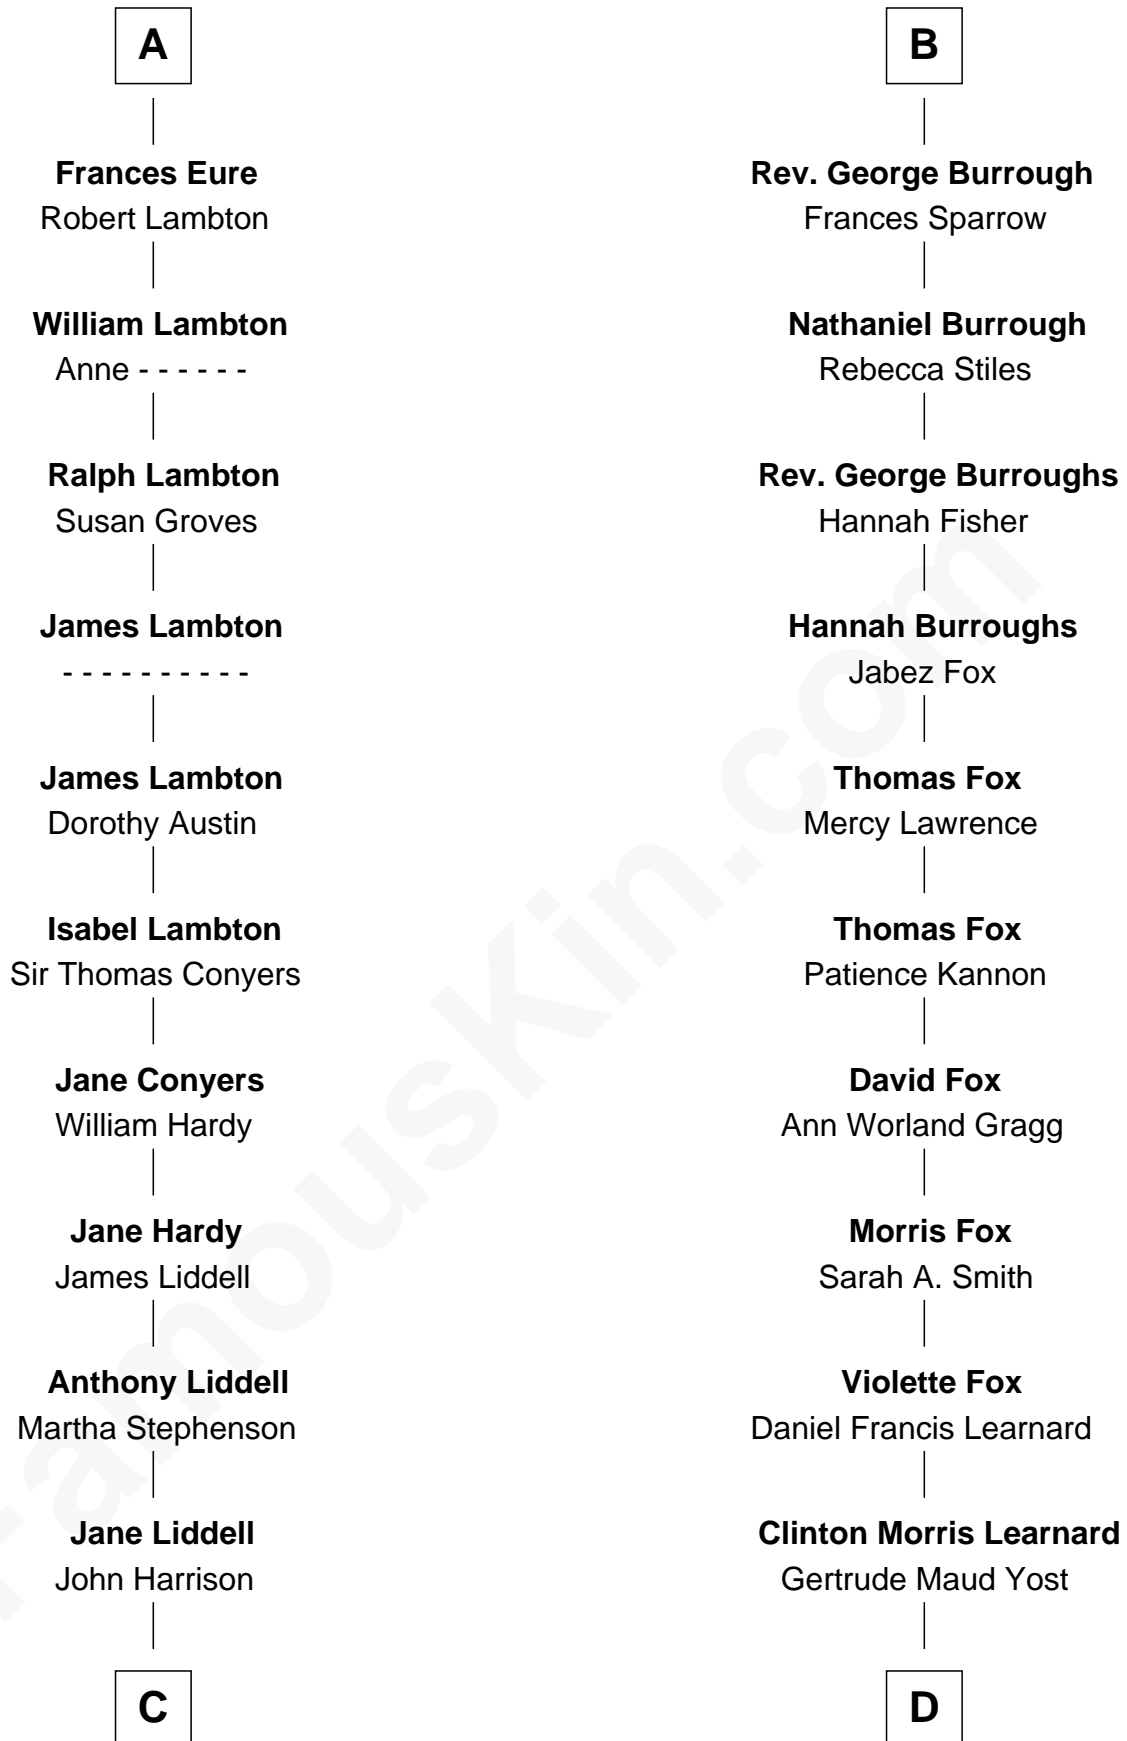 A
Frances Eure
Robert Lambton
William Lambton
Anne - - - - - -
Ralph Lambton
Susan Groves
James Lambton
- - - - - - - - - -
James Lambton
Dorothy Austin
Isabel Lambton
Sir Thomas Conyers
Jane Conyers
William Hardy
Jane Hardy
James Liddell
Anthony Liddell
Martha Stephenson
Jane Liddell
John Harrison
C
B
Rev. George Burrough
Frances Sparrow
Nathaniel Burrough
Rebecca Stiles
Rev. George Burroughs
Hannah Fisher
Hannah Burroughs
Jabez Fox
Thomas Fox
Mercy Lawrence
Thomas Fox
Patience Kannon
David Fox
Ann Worland Gragg
Morris Fox
Sarah A. Smith
Violette Fox
Daniel Francis Learnard
Clinton Morris Learnard
Gertrude Maud Yost
D
FamousKin.com